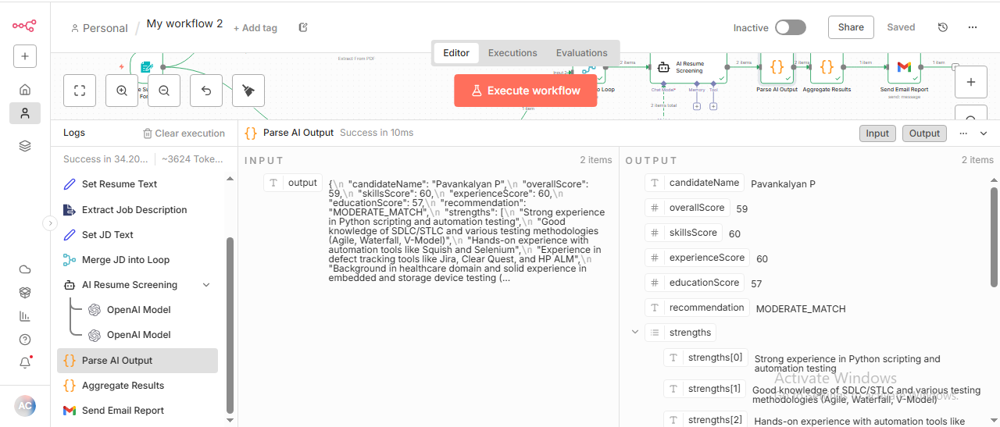 Personal / My workflow 2 + Add tag
Inactive Share Saved
Editor Executions Evaluations
Extract From PDF
2 items
AI Resume
Screening
2 items
2 items
1 item
1 item
Execute workflow
Chat Model*
Memory
Tool
2 items total
Parse AI Output
Aggregate Results
Send Email Report
send: message
1 item
Logs
Clear execution
Parse AI Output Success in 10ms
Input Output
Success in 34.20...
~3624 Toke...
Set Resume Text
Extract Job Description
Set JD Text
Merge JD into Loop
AI Resume Screening
OpenAI Model
OpenAI Model
Parse AI Output
Aggregate Results
Send Email Report
AC
INPUT
2 items
output
{\n "candidateName": "Pavankalyan P",\n "overallScore":
59,\n "skillsScore": 60,\n "experienceScore": 60,\n
"educationScore": 57,\n "recommendation":
"MODERATE_MATCH",\n "strengths": [\n "Strong experience
in Python scripting and automation testing",\n "Good
knowledge of SDLC/STLC and various testing methodologies
(Agile, Waterfall, V-Model)",\n "Hands-on experience with
automation tools like Squish and Selenium",\n "Experience in
defect tracking tools like Jira, Clear Quest, and HP ALM",\n
"Background in healthcare domain and solid experience in
embedded and storage device testing (...
OUTPUT
2 items
candidateName Pavankalyan P
overallScore 59
skillsScore 60
experienceScore 60
educationScore 57
recommendation MODERATE_MATCH
strengths
strengths[0] Strong experience in Python scripting and
automation testing
strengths[1] Good knowledge of SDLC/STLC and various testing
methodologies (Agile, Waterfall, V-Model)
strengths[2] Hands-on experience with automation tools like
Activate Windows